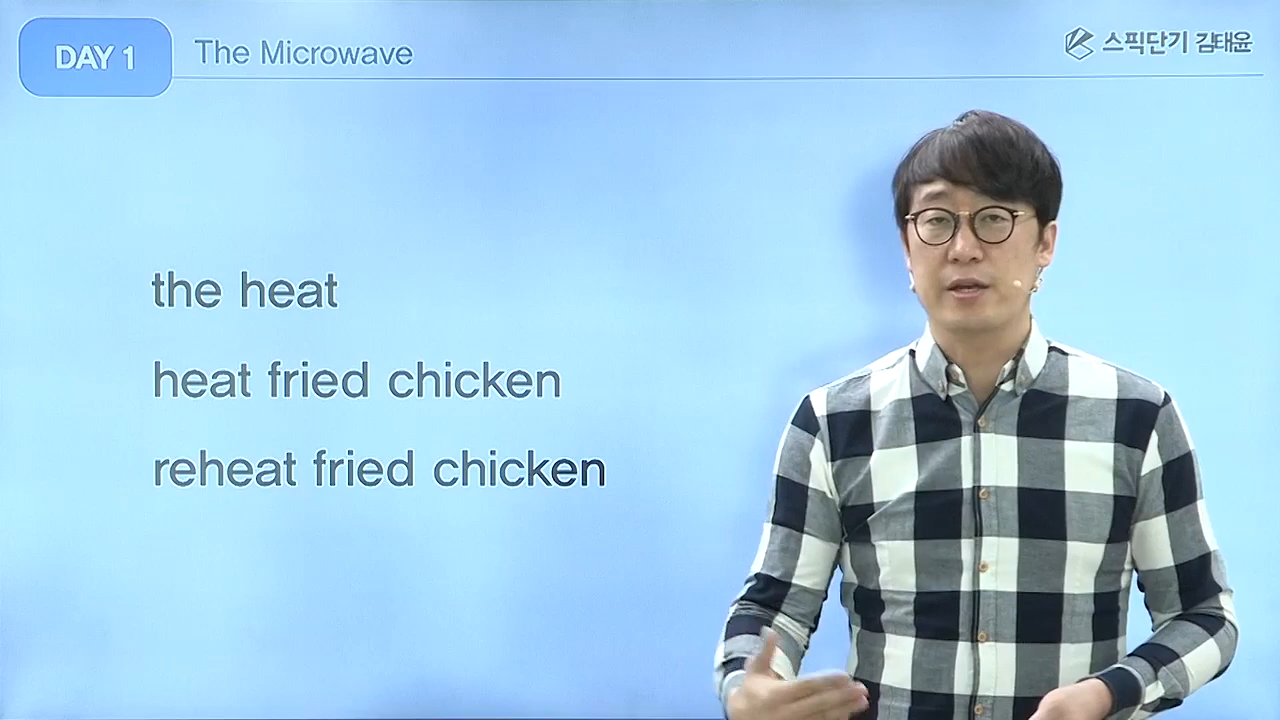 DAY 1
The Microwave
스픽단기 김태윤
the heat
heat fried chicken
reheat fried chicken